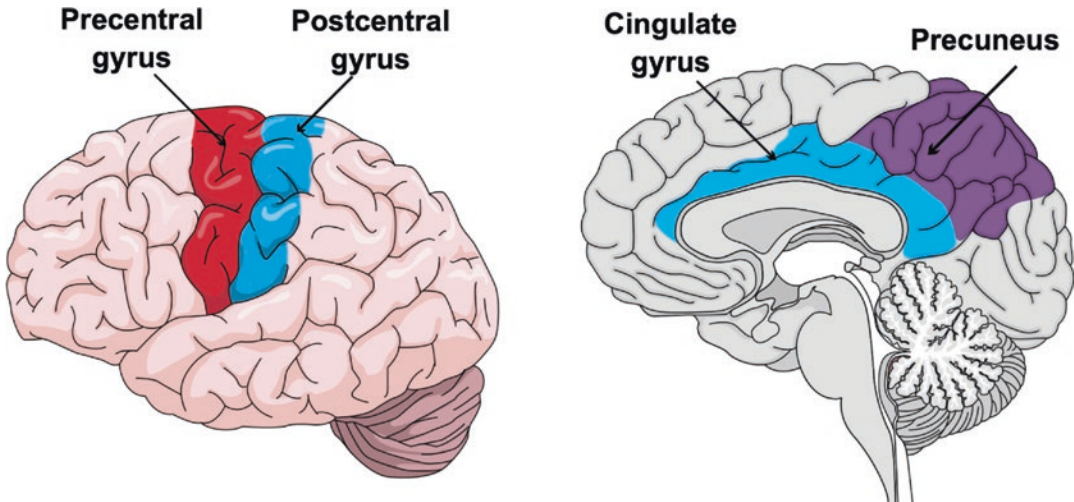 Precentral
gyrus
Postcentral
gyrus
Cingulate
gyrus
Precuneus